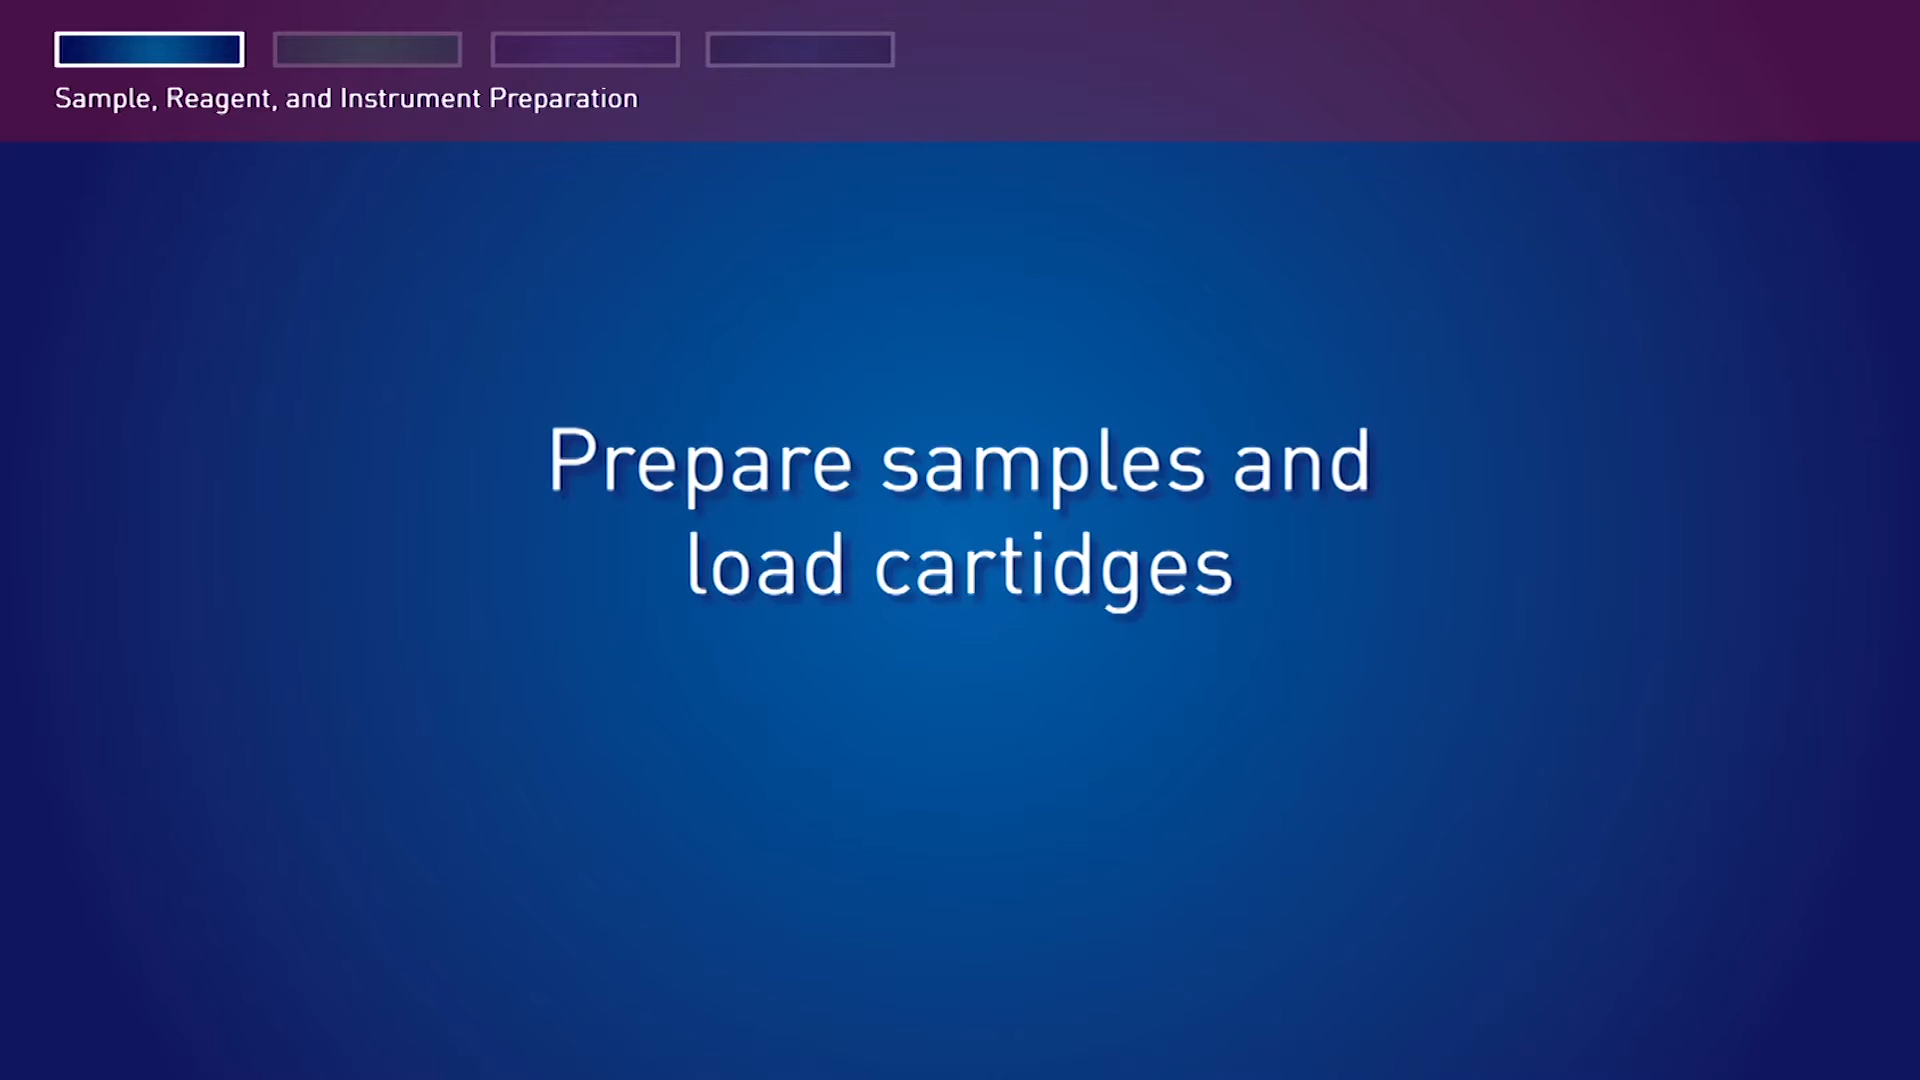 Sample, Reagent, and Instrument Preparation
Prepare samples and
load cartidges